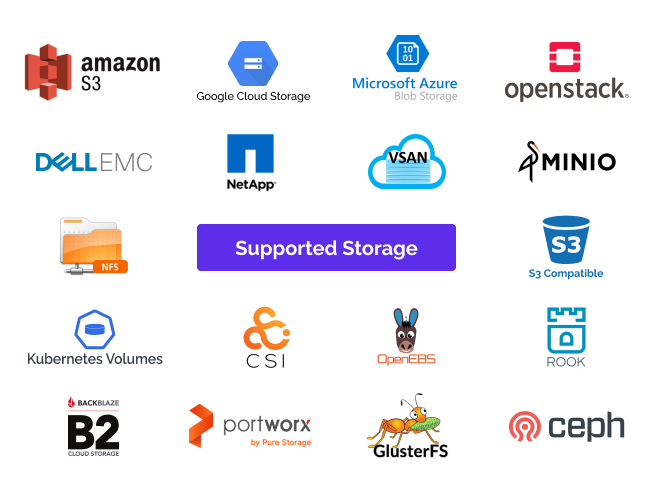 amazon
S3
Google Cloud Storage
10
01
Microsoft Azure
Blob Storage
openstack.
DELLEMC
NetApp
VSAN
MINIO
NFS
Supported Storage
S3
S3 Compatible
Kubernetes Volumes
CSI
OpenEBS
ROOK
BACKBLAZE
B2
CLOUD STORAGE
portworx
by Pure Storage
GlusterFS
ceph